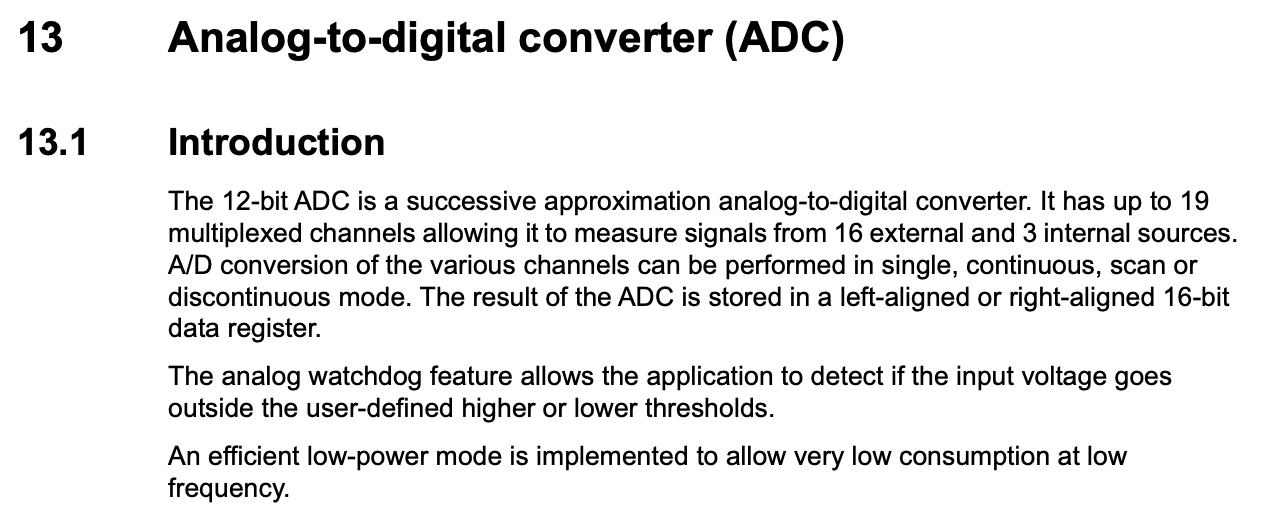 13 Analog-to-digital converter (ADC)
13.1 Introduction
The 12-bit ADC is a successive approximation analog-to-digital converter. It has up to 19
multiplexed channels allowing it to measure signals from 16 external and 3 internal sources.
A/D conversion of the various channels can be performed in single, continuous, scan or
discontinuous mode. The result of the ADC is stored in a left-aligned or right-aligned 16-bit
data register.
The analog watchdog feature allows the application to detect if the input voltage goes
outside the user-defined higher or lower thresholds.
An efficient low-power mode is implemented to allow very low consumption at low
frequency.